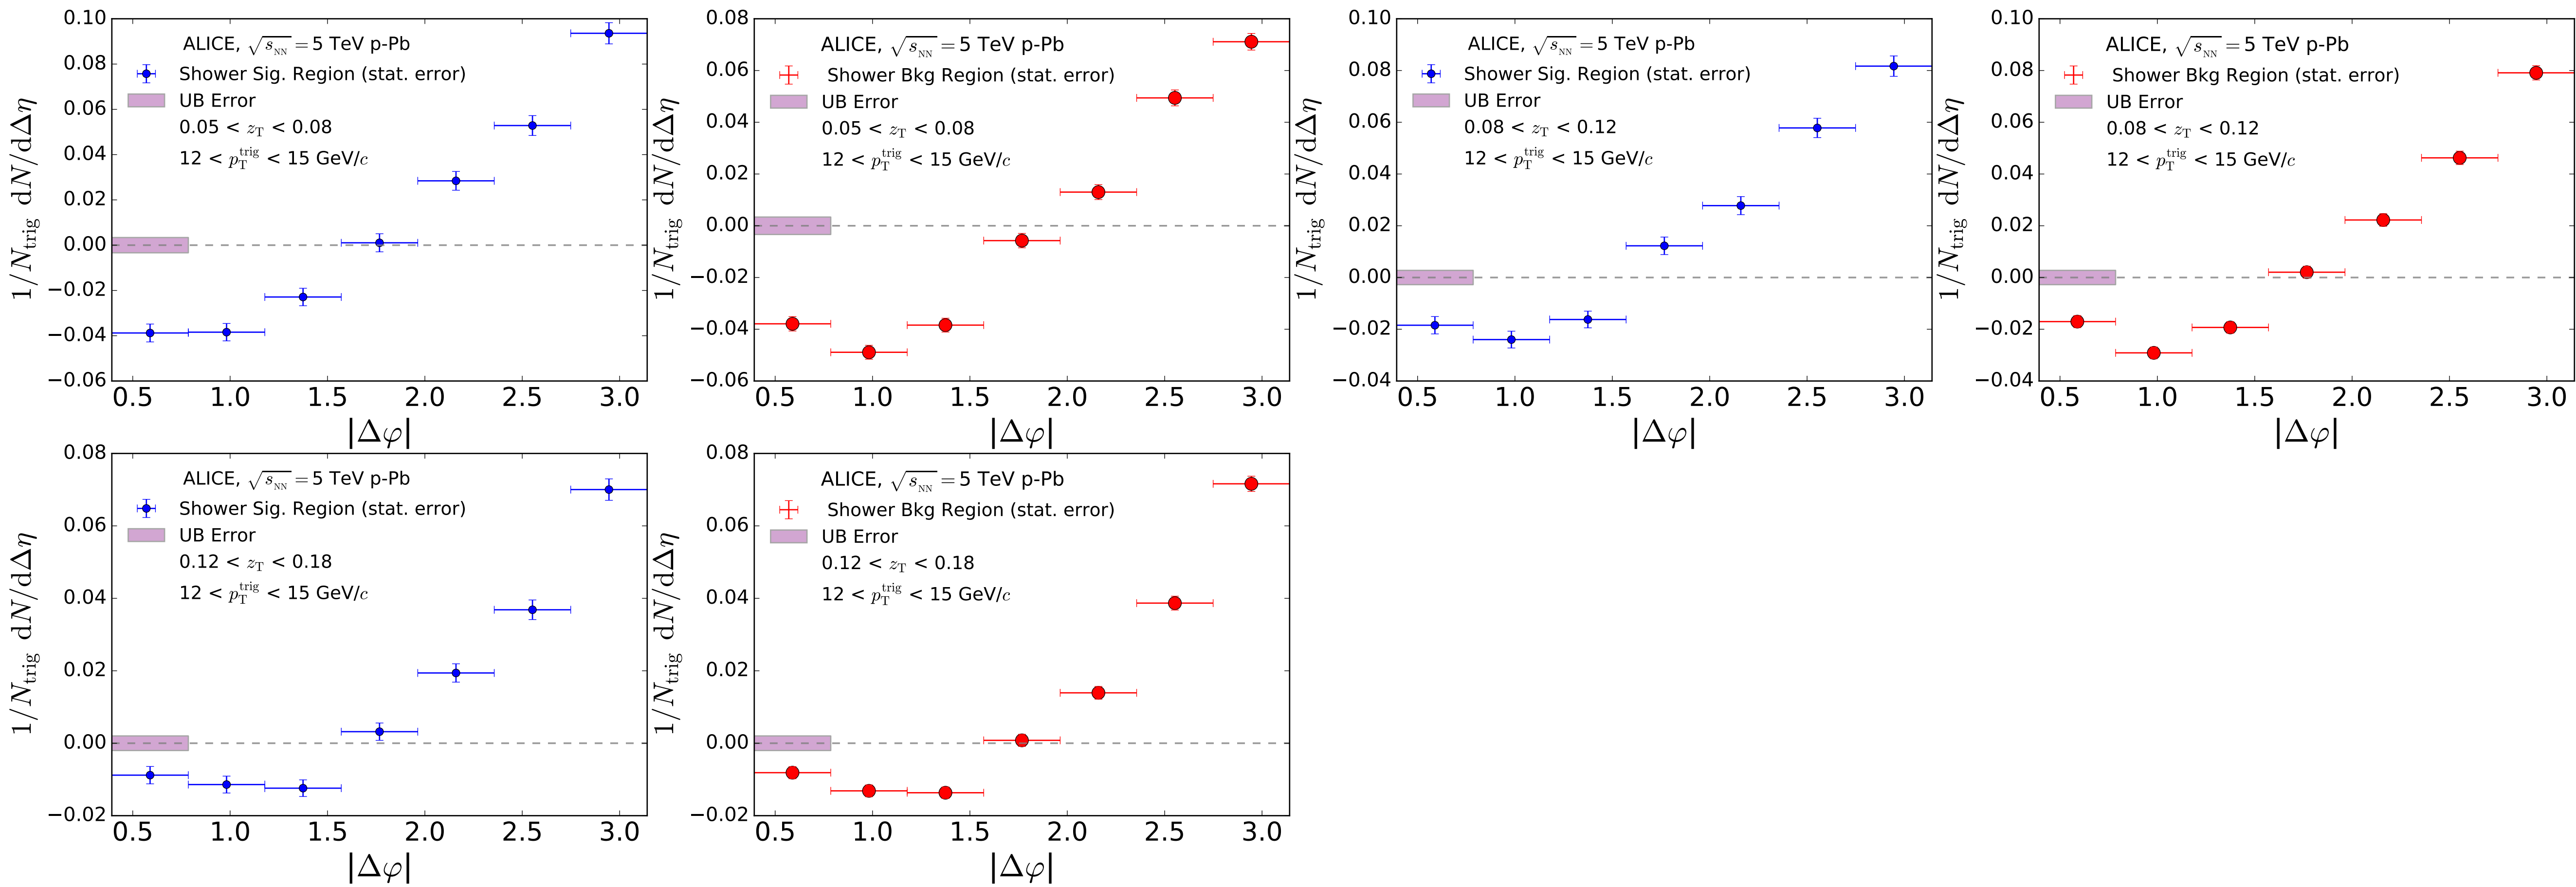 0.10
0.08
0.06
0.04
0.02
0.00
−0.02
−0.04
−0.06
1/N_trig dN/dΔη
ALICE, √s_NN = 5 TeV p-Pb
Shower Sig. Region (stat. error)
UB Error
0.05 < z_T < 0.08
12 < p_T^trig < 15 GeV/c
0.5 1.0 1.5 2.0 2.5 3.0
|Δφ|
0.08
0.06
0.04
0.02
0.00
−0.02
−0.04
−0.06
1/N_trig dN/dΔη
ALICE, √s_NN = 5 TeV p-Pb
Shower Bkg Region (stat. error)
UB Error
0.05 < z_T < 0.08
12 < p_T^trig < 15 GeV/c
0.5 1.0 1.5 2.0 2.5 3.0
|Δφ|
0.10
0.08
0.06
0.04
0.02
0.00
−0.02
−0.04
1/N_trig dN/dΔη
ALICE, √s_NN = 5 TeV p-Pb
Shower Sig. Region (stat. error)
UB Error
0.08 < z_T < 0.12
12 < p_T^trig < 15 GeV/c
0.5 1.0 1.5 2.0 2.5 3.0
|Δφ|
0.10
0.08
0.06
0.04
0.02
0.00
−0.02
−0.04
1/N_trig dN/dΔη
ALICE, √s_NN = 5 TeV p-Pb
Shower Bkg Region (stat. error)
UB Error
0.08 < z_T < 0.12
12 < p_T^trig < 15 GeV/c
0.5 1.0 1.5 2.0 2.5 3.0
|Δφ|
0.08
0.06
0.04
0.02
0.00
−0.02
1/N_trig dN/dΔη
ALICE, √s_NN = 5 TeV p-Pb
Shower Sig. Region (stat. error)
UB Error
0.12 < z_T < 0.18
12 < p_T^trig < 15 GeV/c
0.5 1.0 1.5 2.0 2.5 3.0
|Δφ|
0.08
0.06
0.04
0.02
0.00
−0.02
1/N_trig dN/dΔη
ALICE, √s_NN = 5 TeV p-Pb
Shower Bkg Region (stat. error)
UB Error
0.12 < z_T < 0.18
12 < p_T^trig < 15 GeV/c
0.5 1.0 1.5 2.0 2.5 3.0
|Δφ|